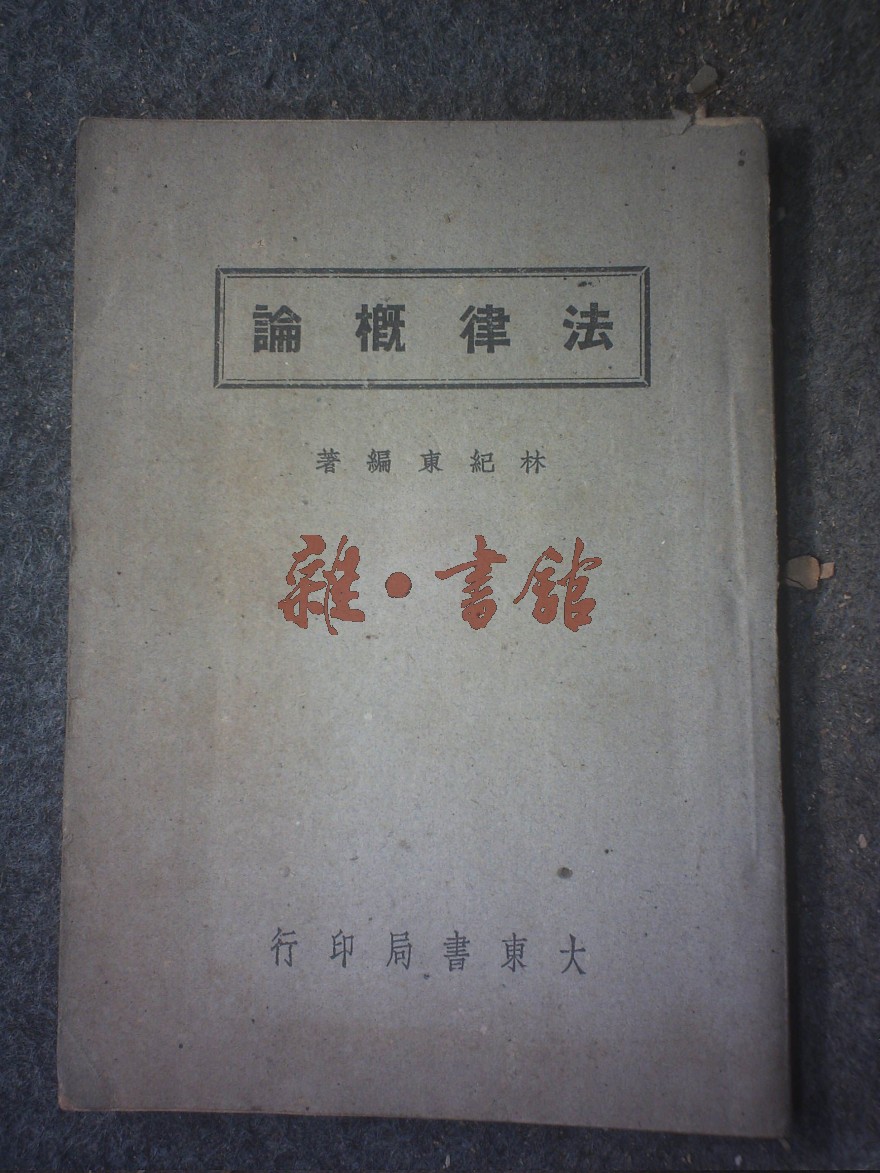 法律概論
林紀東編著
雜·書館
大東書局印行